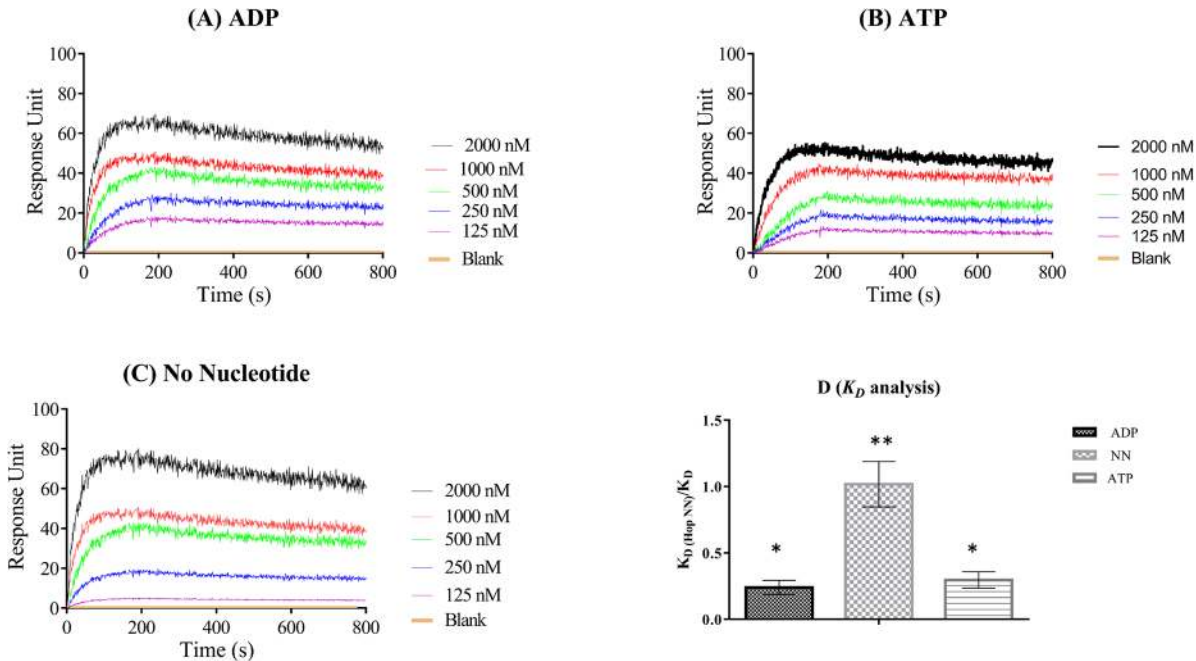 (A) ADP
100
80
60
40
20
0
Response Unit
0 200 400 600 800
Time (s)
2000 nM
1000 nM
500 nM
250 nM
125 nM
Blank
(B) ATP
100
80
60
40
20
0
Response Unit
0 200 400 600 800
Time (s)
2000 nM
1000 nM
500 nM
250 nM
125 nM
Blank
(C) No Nucleotide
100
80
60
40
20
0
Response Unit
0 200 400 600 800
Time (s)
2000 nM
1000 nM
500 nM
250 nM
125 nM
Blank
D (KD analysis)
1.5
1.0
0.5
0.0
KD (Hop NN)/KD
*
**
*
ADP
NN
ATP